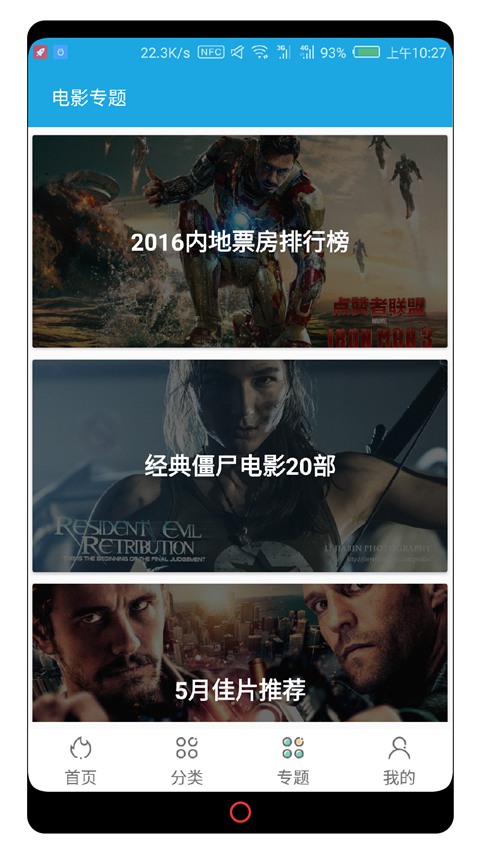 22.3K/s NFC 3G 4G 93% 上午10:27
电影专题
2016内地票房排行榜
点赞者联盟
MARVEL
IRON MAN 3
经典僵尸电影20部
RESIDENT EVIL
RETRIBUTION
THIS IS THE BEGINNING OF THE FINAL JUDGEMENT
PHOTOGRAPHY
5月佳片推荐
首页 分类 专题 我的